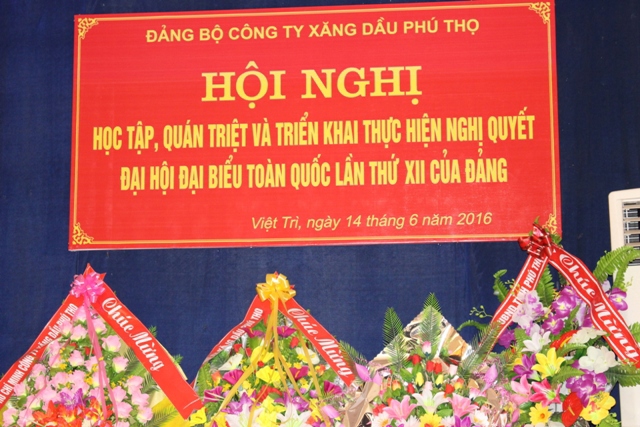 ĐẢNG BỘ CÔNG TY XĂNG DẦU PHÚ THỌ
HỘI NGHỊ
HỌC TẬP, QUÁN TRIỆT VÀ TRIỂN KHAI THỰC HIỆN NGHỊ QUYẾT
ĐẠI HỘI ĐẠI BIỂU TOÀN QUỐC LẦN THỨ XII CỦA ĐẢNG
Việt Trì, ngày 14 tháng 6 năm 2016
Chúc Mừng
Chúc Mừng
TỈNH PHÚ
Chúc Mừng